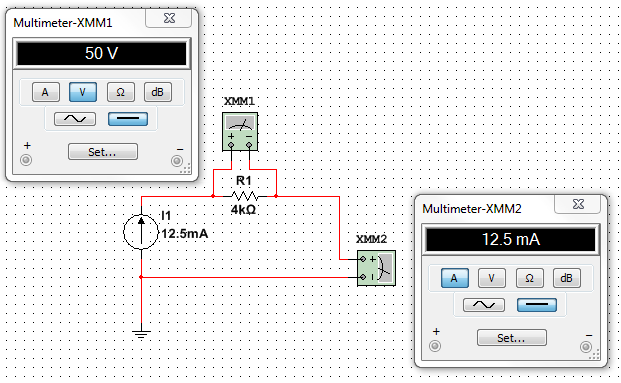 Multimeter-XMM1
X
50 V
A V Ω dB
+ −
Set...
XMM1
+ −
R1
4kΩ
I1
12.5mA
XMM2
+
I
Multimeter-XMM2
X
12.5 mA
A V Ω dB
+ −
Set...